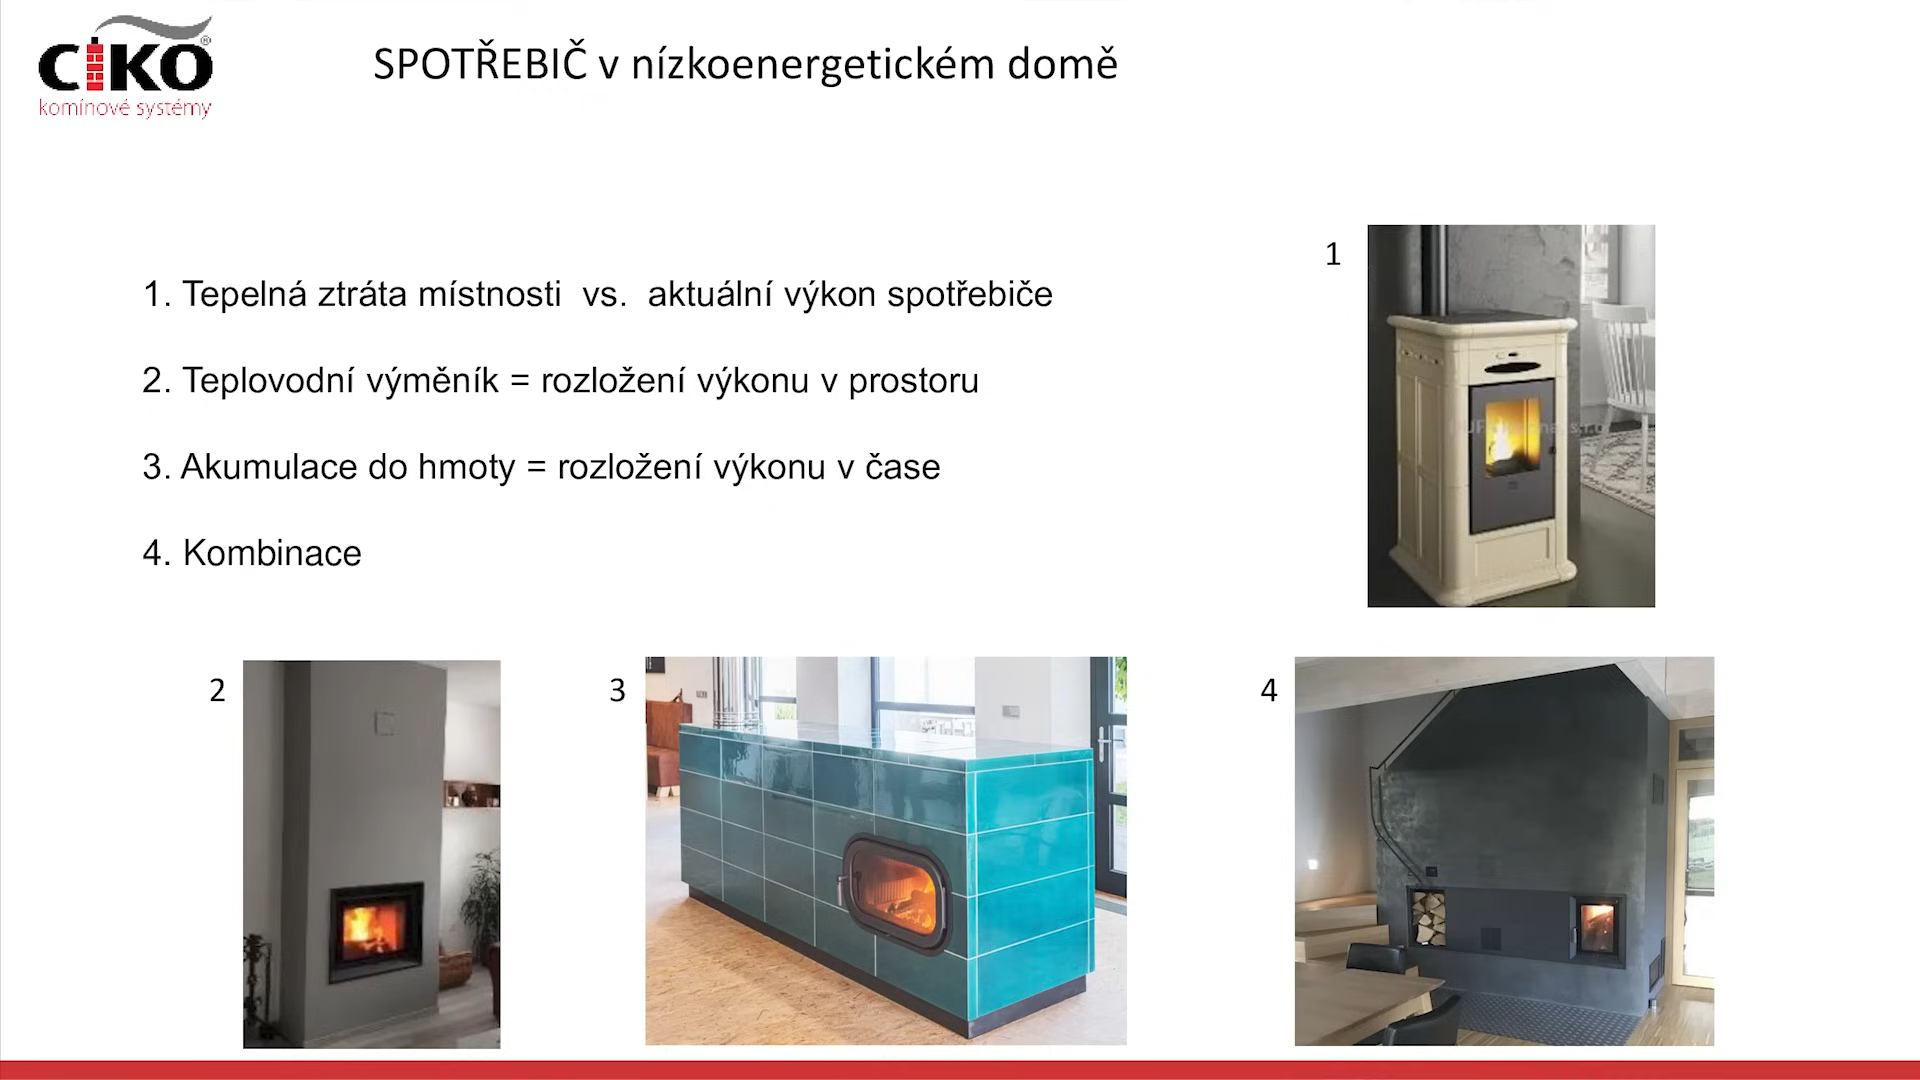 CIKO®
komínové systémy
SPOTŘEBIČ v nízkoenergetickém domě
1. Tepelná ztráta místnosti vs. aktuální výkon spotřebiče
2. Teplovodní výměník = rozložení výkonu v prostoru
3. Akumulace do hmoty = rozložení výkonu v čase
4. Kombinace
1
2
3
4